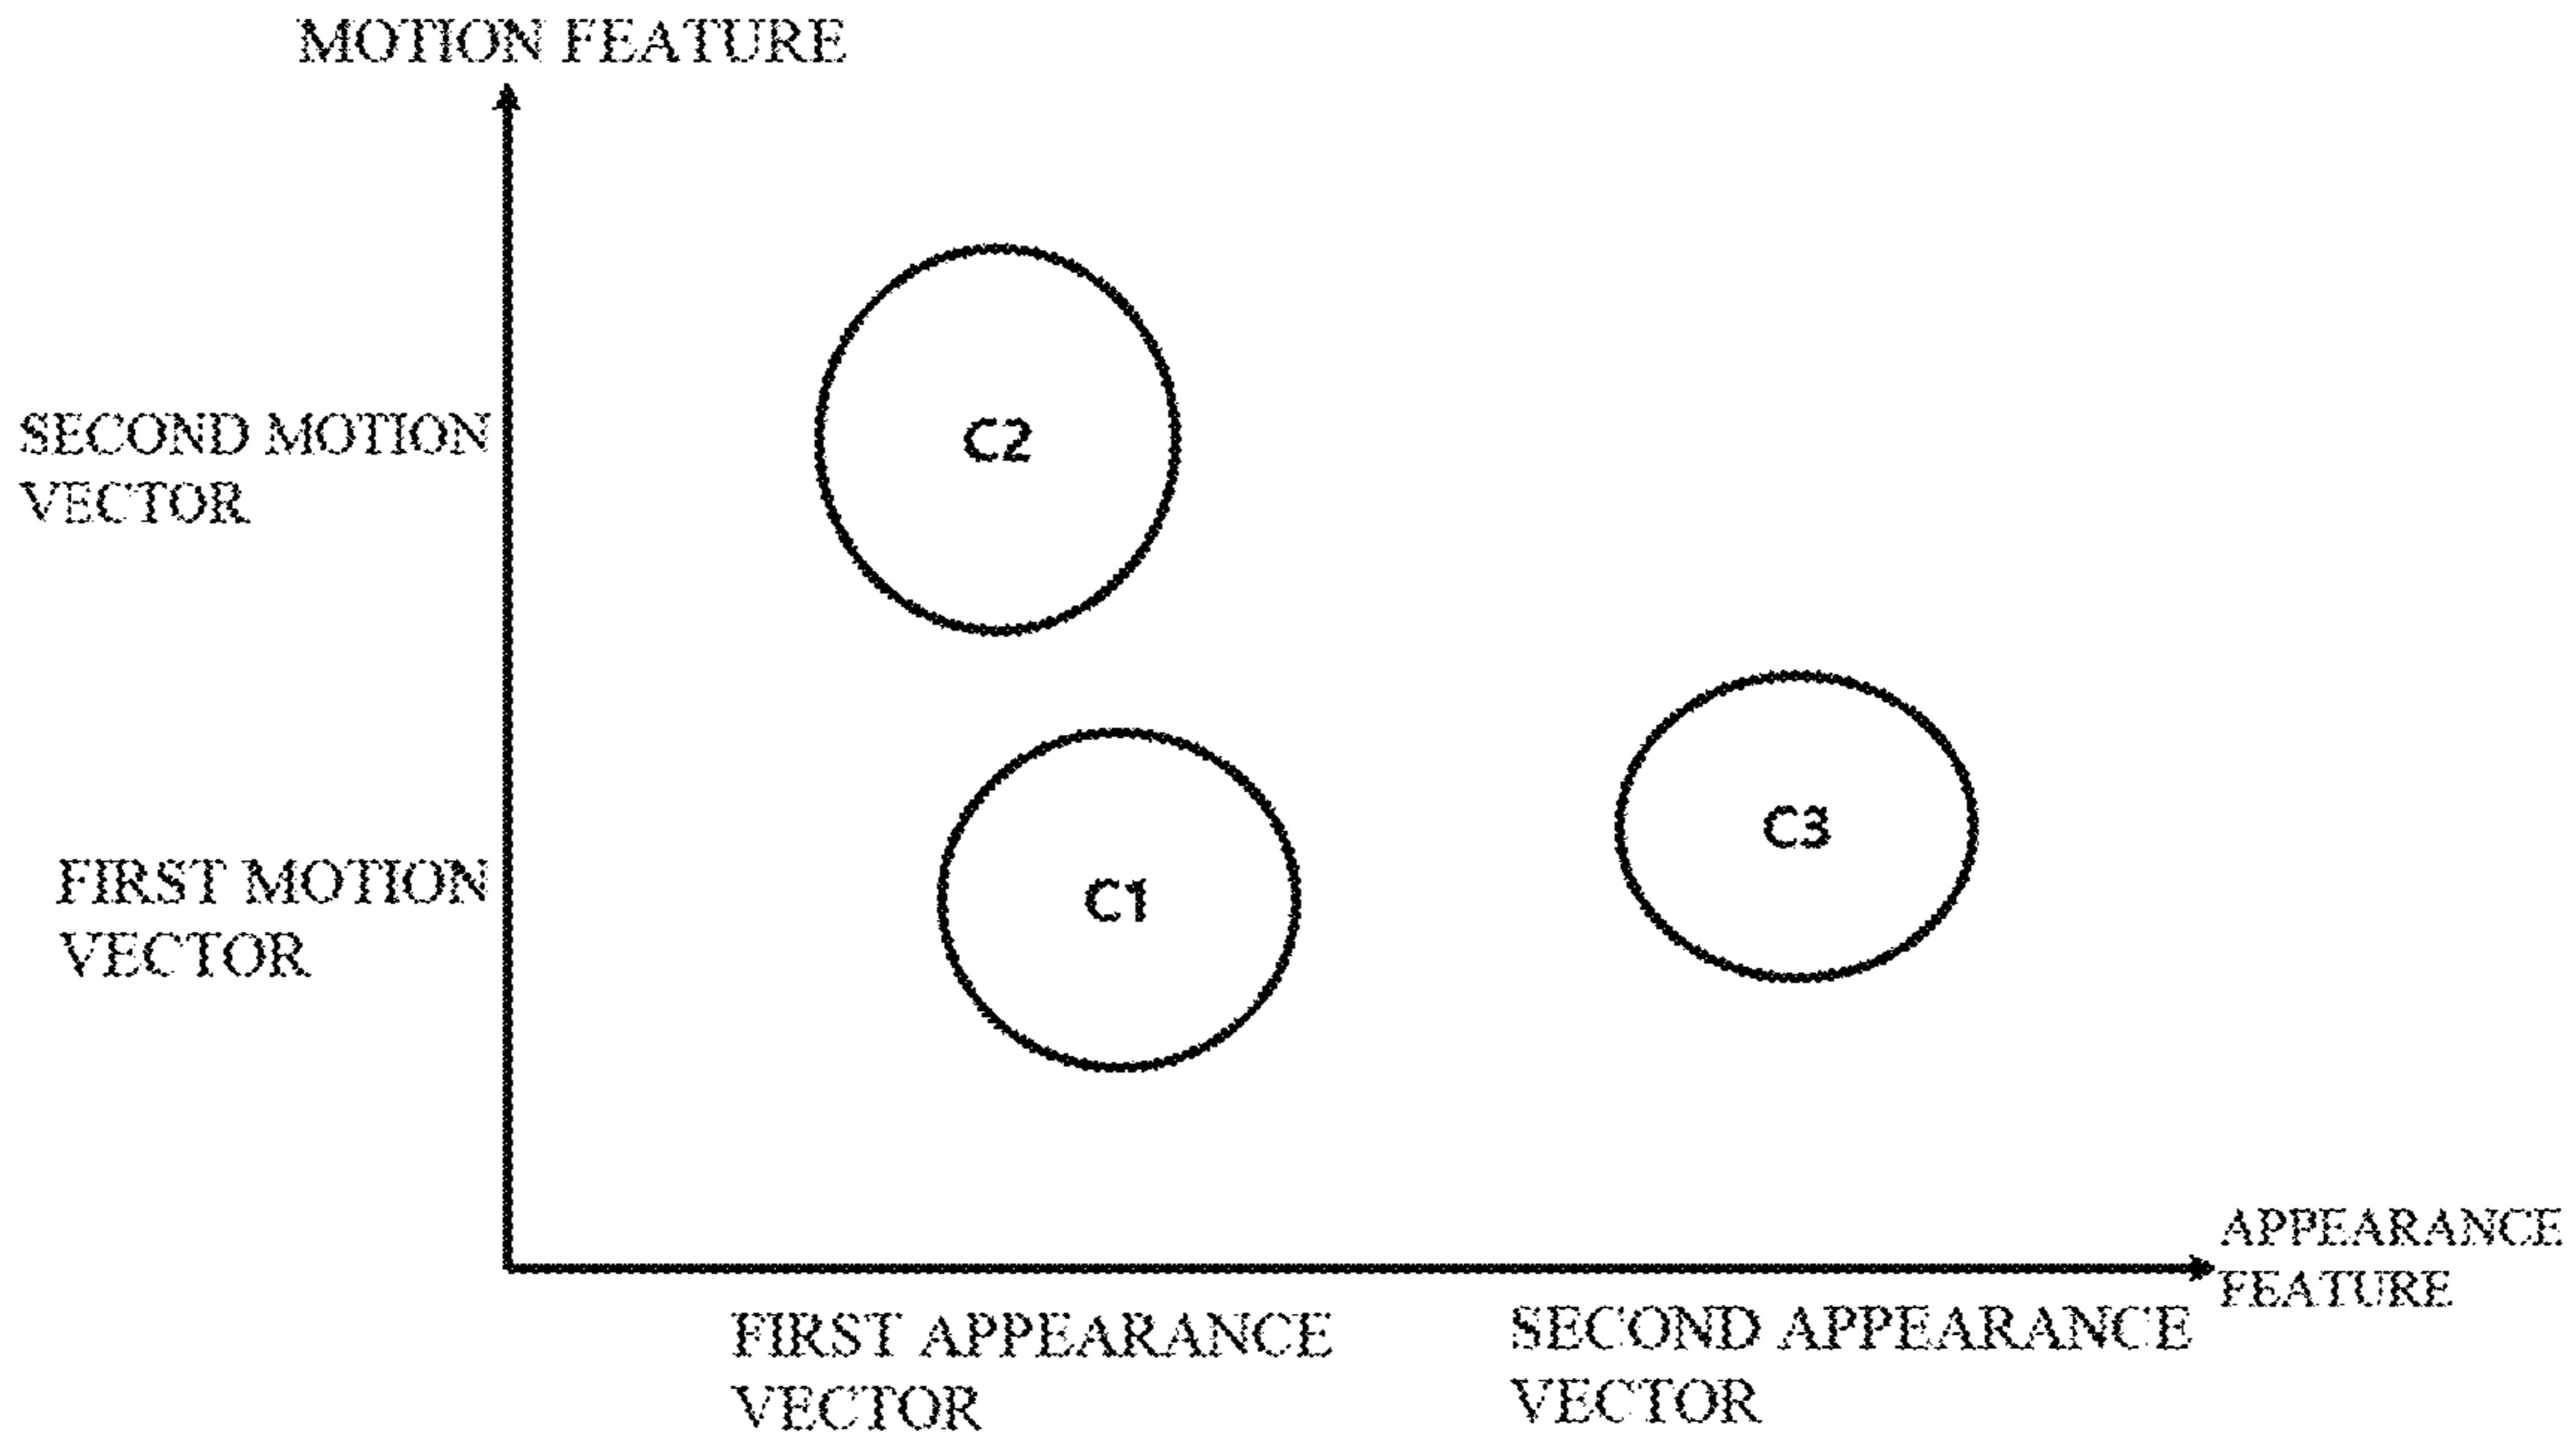 MOTION FEATURE
SECOND MOTION
VECTOR
C2
C3
FIRST MOTION
VECTOR
C1
APPEARANCE
FEATURE
FIRST APPEARANCE
VECTOR
SECOND APPEARANCE
VECTOR